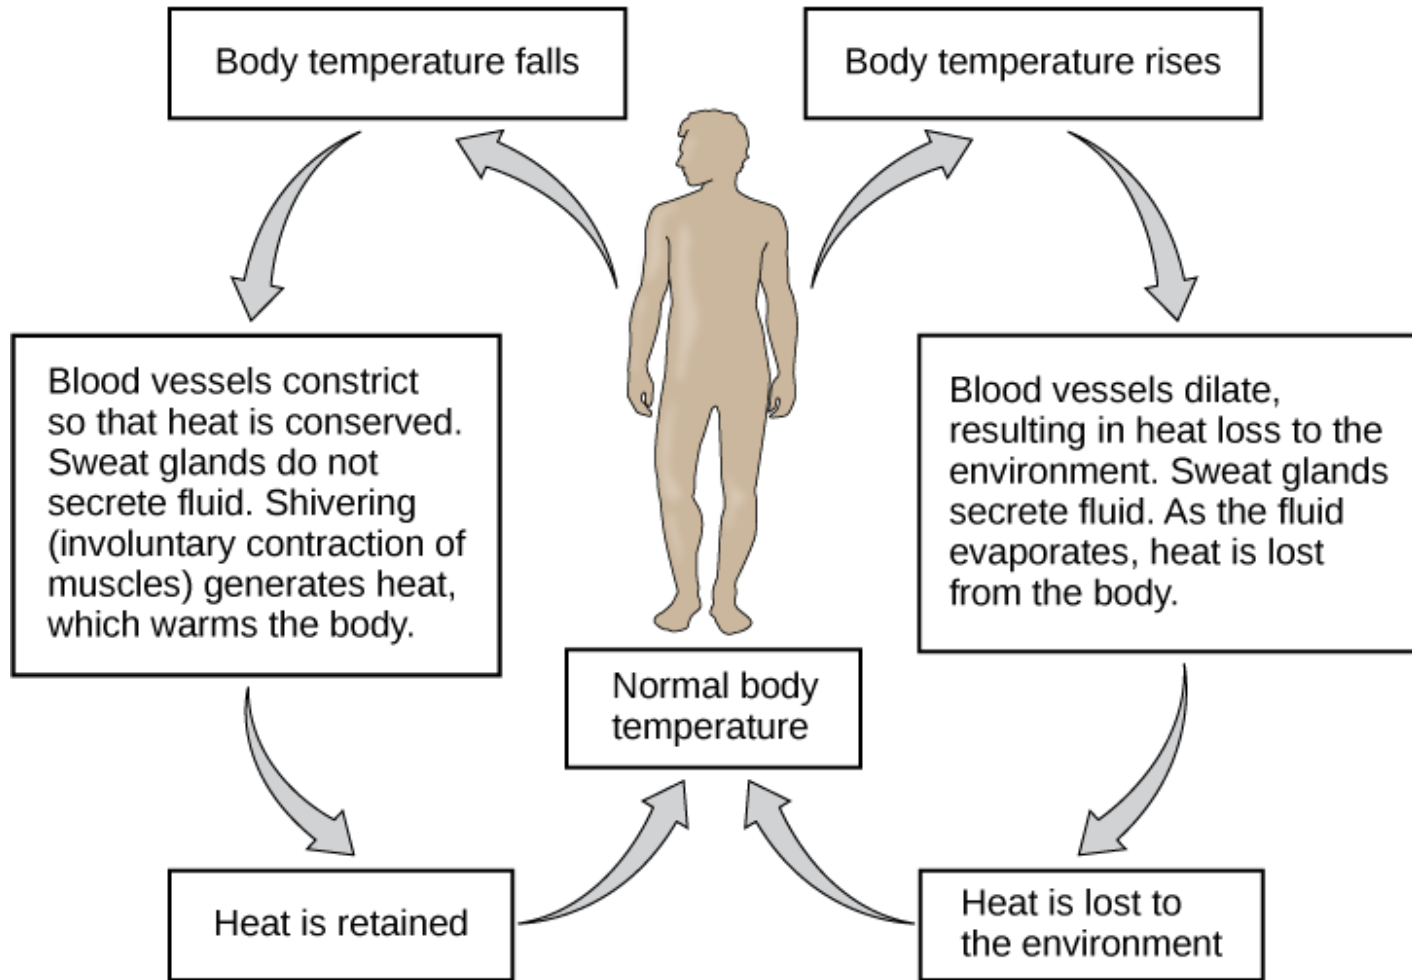 Body temperature falls
Body temperature rises
Blood vessels constrict
so that heat is conserved.
Sweat glands do not
secrete fluid. Shivering
(involuntary contraction of
muscles) generates heat,
which warms the body.
Blood vessels dilate,
resulting in heat loss to the
environment. Sweat glands
secrete fluid. As the fluid
evaporates, heat is lost
from the body.
Normal body
temperature
Heat is retained
Heat is lost to
the environment